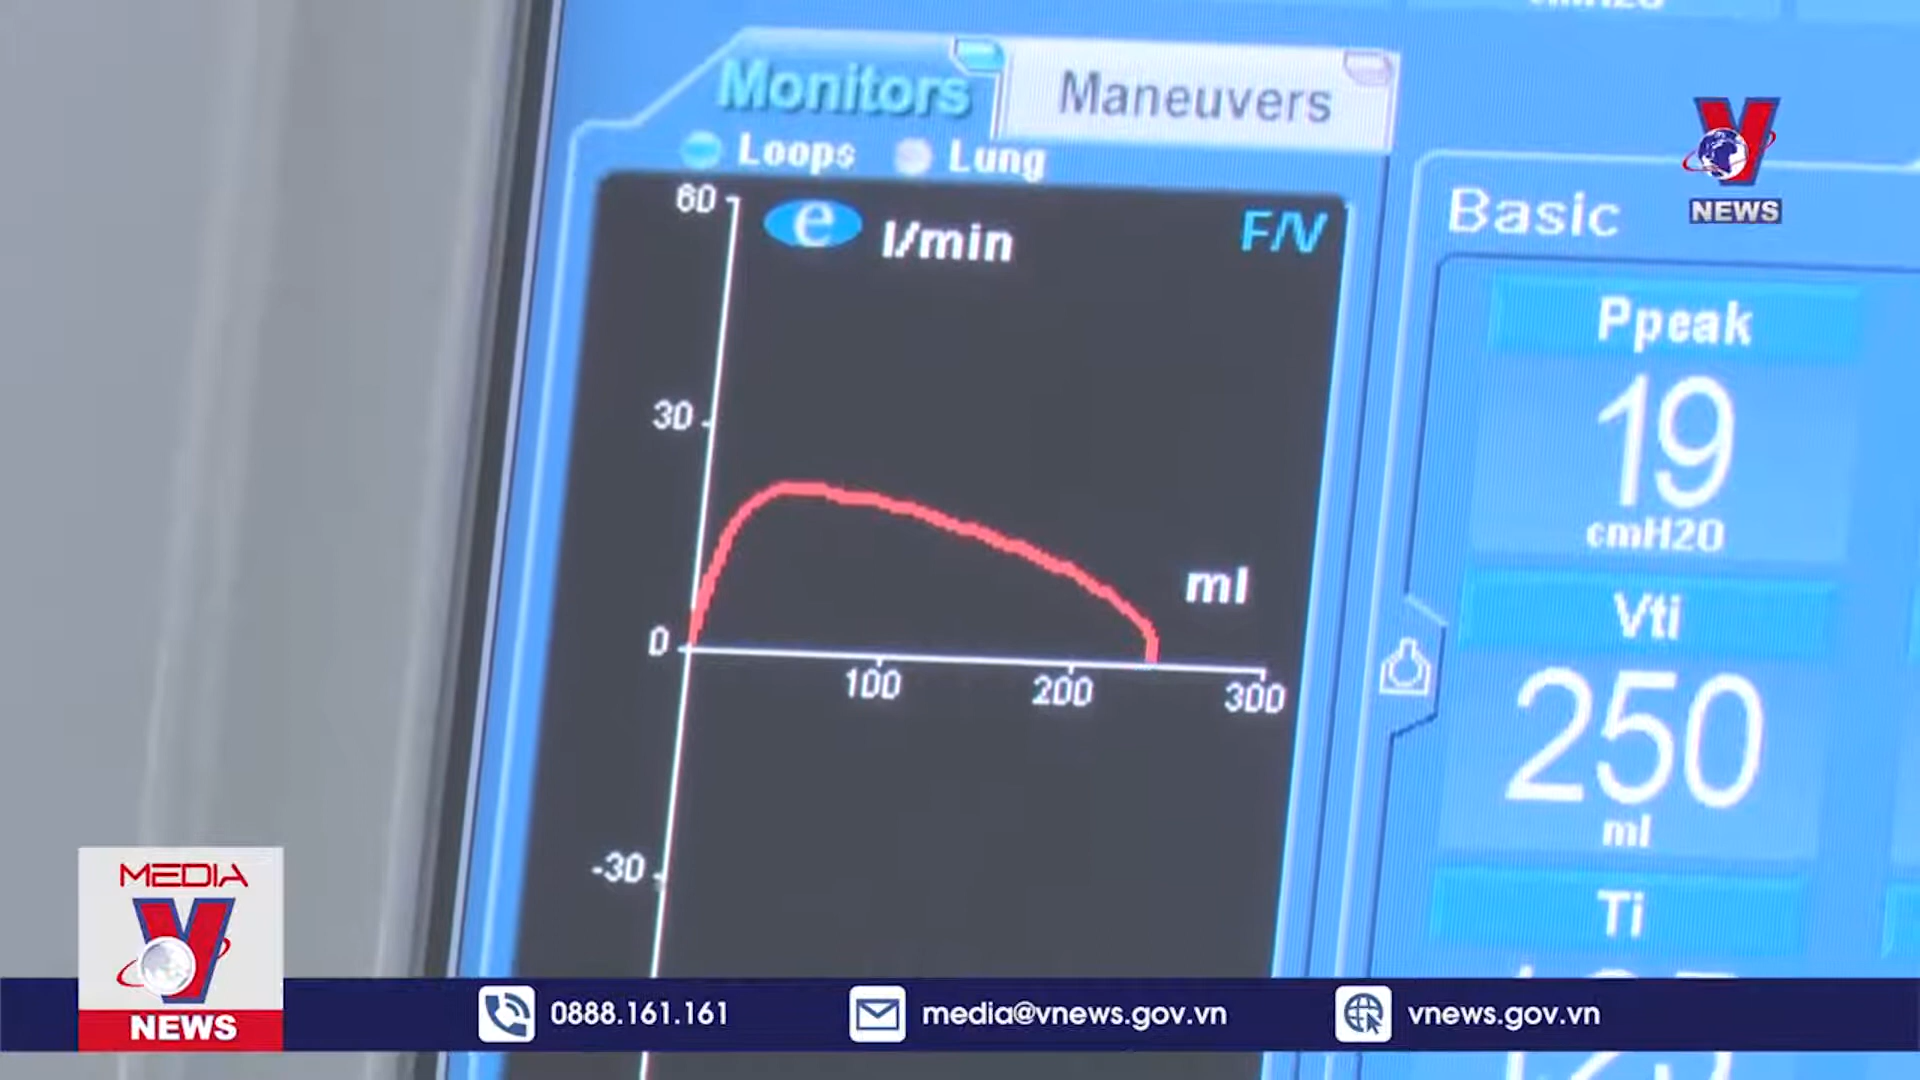 Monitors
Maneuvers
Loops
Lung
60
e
l/min
F/V
30
ml
0
100
200
300
-30
Basic
Ppeak
19
cmH2O
Vti
250
ml
Ti
NEWS
MEDIA
NEWS
0888.161.161
media@vnews.gov.vn
vnews.gov.vn